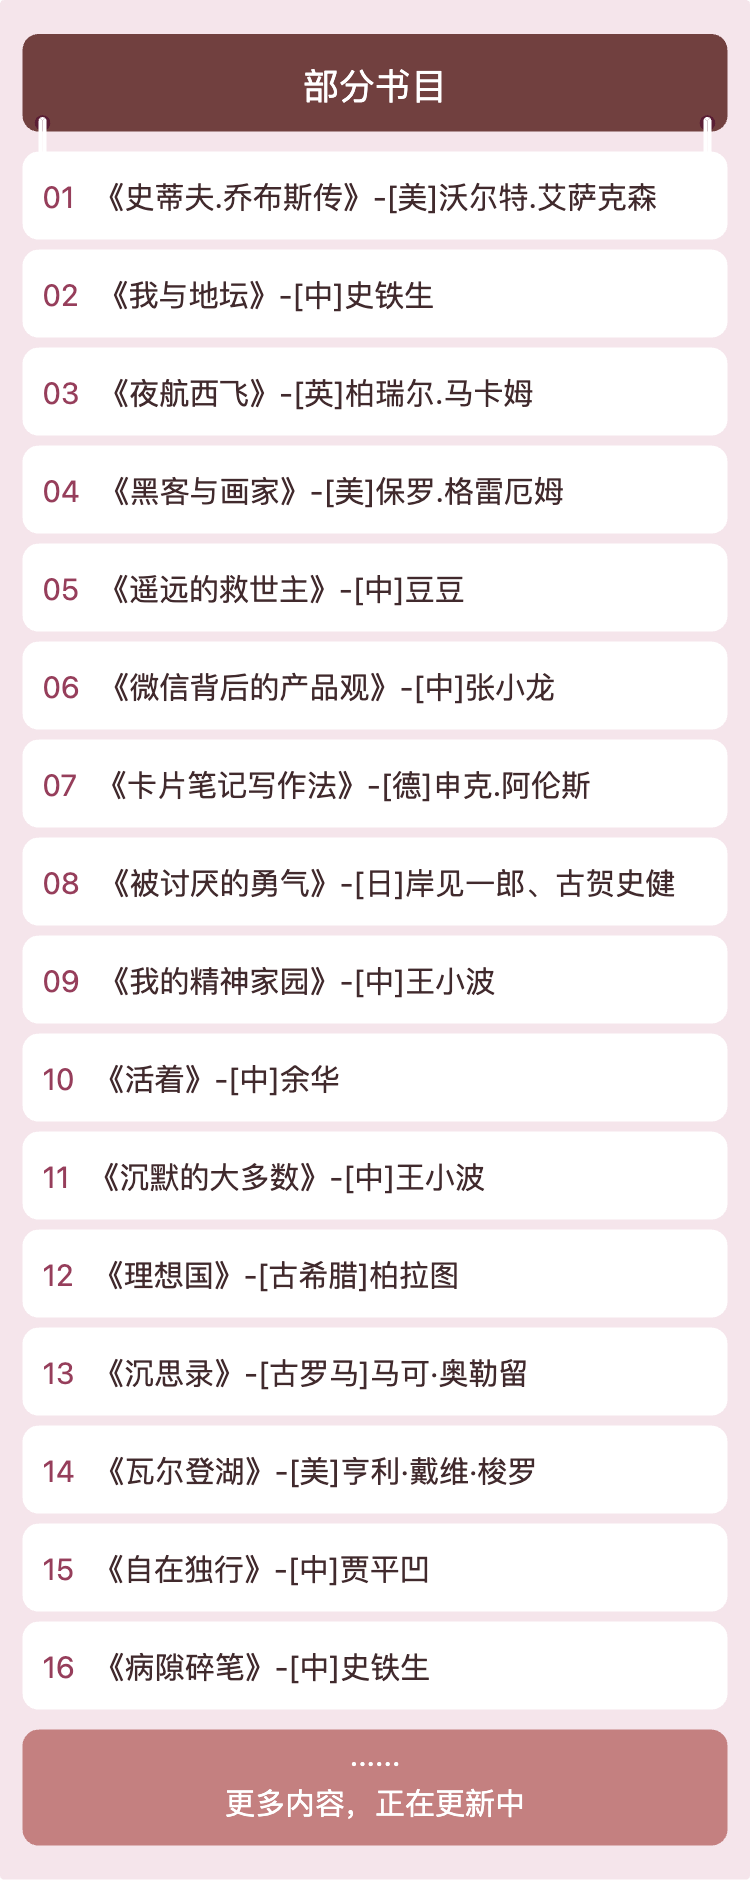 部分书目
01 《史蒂夫.乔布斯传》-[美]沃尔特.艾萨克森
02 《我与地坛》-[中]史铁生
03 《夜航西飞》-[英]柏瑞尔.马卡姆
04 《黑客与画家》-[美]保罗.格雷厄姆
05 《遥远的救世主》-[中]豆豆
06 《微信背后的产品观》-[中]张小龙
07 《卡片笔记写作法》-[德]申克.阿伦斯
08 《被讨厌的勇气》-[日]岸见一郎、古贺史健
09 《我的精神家园》-[中]王小波
10 《活着》-[中]余华
11 《沉默的大多数》-[中]王小波
12 《理想国》-[古希腊]柏拉图
13 《沉思录》-[古罗马]马可·奥勒留
14 《瓦尔登湖》-[美]亨利·戴维·梭罗
15 《自在独行》-[中]贾平凹
16 《病隙碎笔》-[中]史铁生
......
更多内容，正在更新中